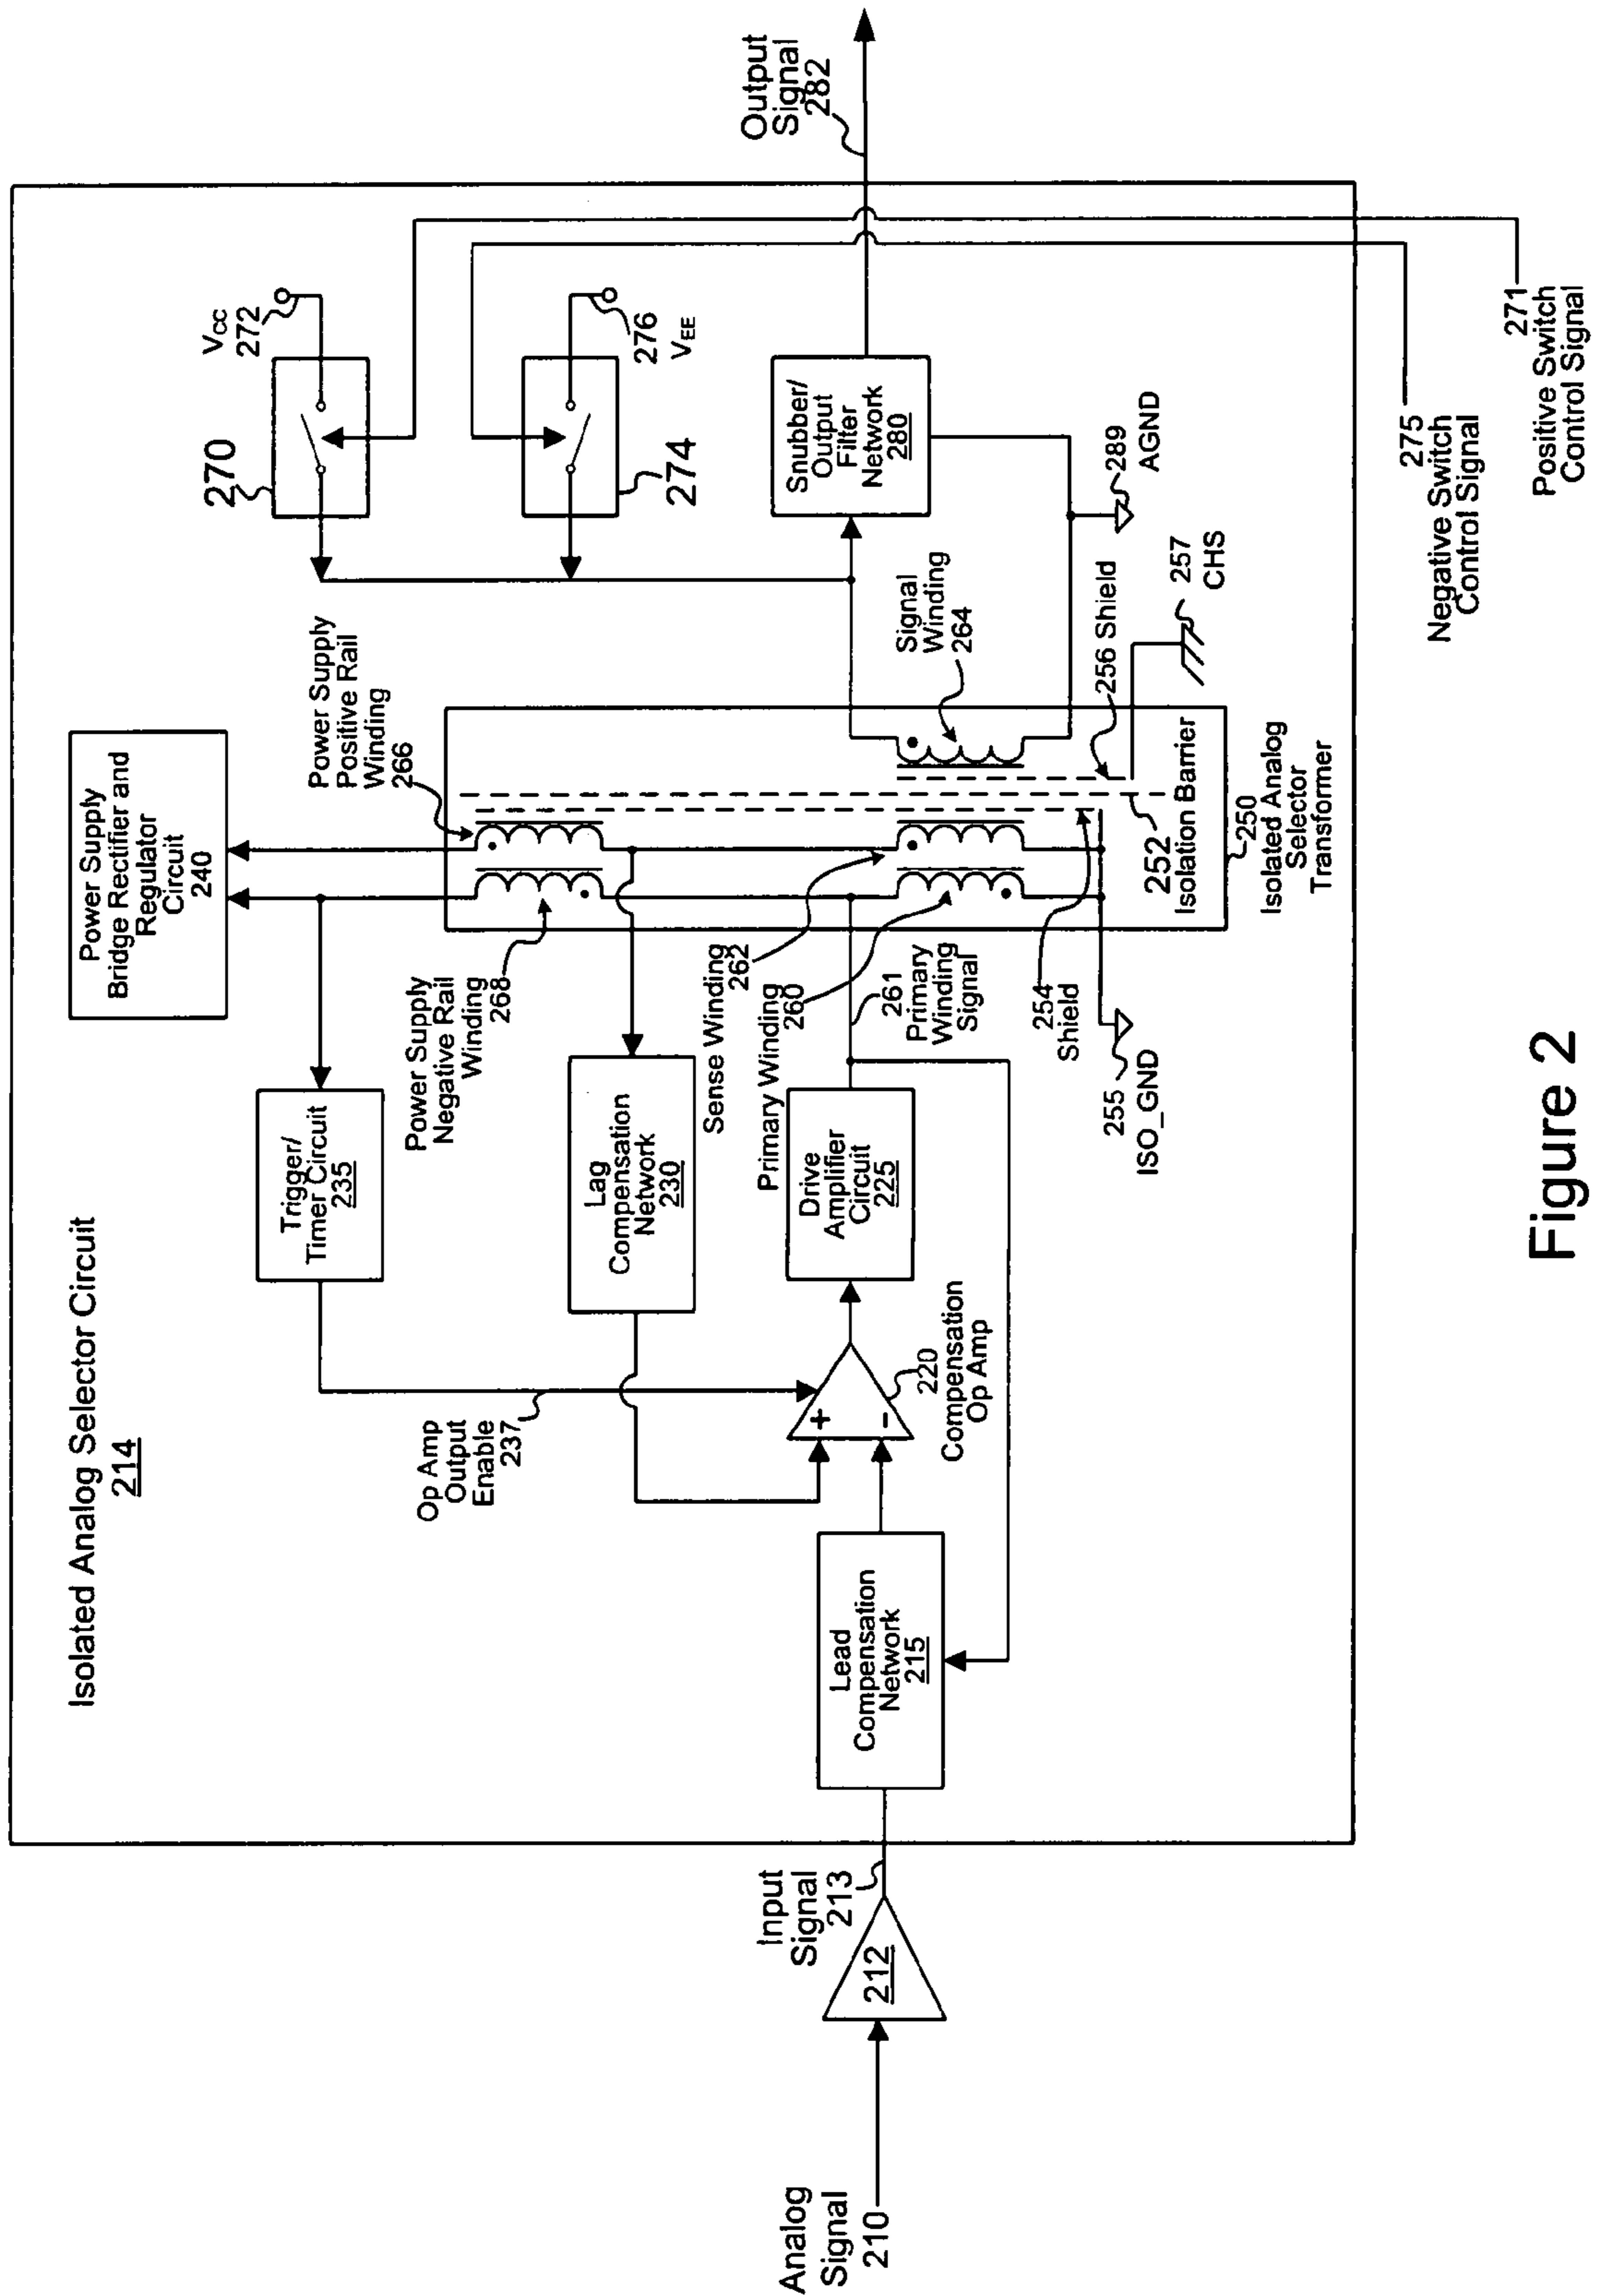 Isolated Analog Selector Circuit
214
Power Supply
Bridge Rectifier and
Regulator
Circuit
240
Trigger/
Timer Circuit
235
Power Supply
Positive Rail
Winding
266
Power Supply
Negative Rail
Winding
268
VCC
272
270
276
VEE
274
Output
Signal
282
Op Amp
Output
Enable
237
Lag
Compensation
Network
230
Sense Winding
262
Primary Winding
260
261
Primary
Winding
Signal
Signal
Winding
264
Snubber/
Output
Filter
Network
280
Analog
Signal
210
212
Input
Signal
213
Lead
Compensation
Network
215
+
-
220
Compensation
Op Amp
Drive
Amplifier
Circuit
225
254
Shield
255
ISO_GND
252
Isolation Barrier
250
Isolated Analog
Selector
Transformer
256 Shield
257
CHS
289
AGND
275
Negative Switch
Control Signal
271
Positive Switch
Control Signal
Figure 2